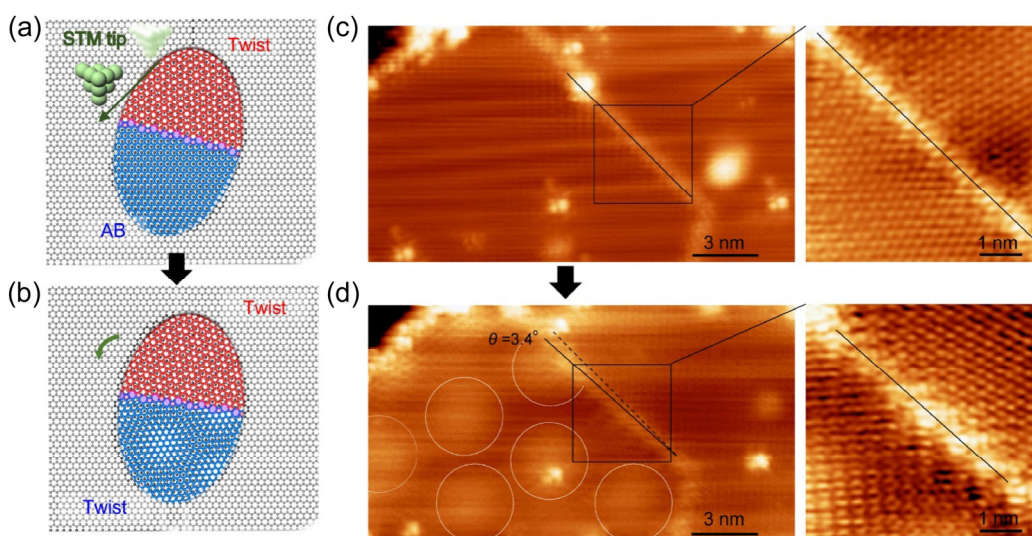 (a)
STM tip
Twist
AB
(b)
Twist
Twist
(c)
3 nm
1 nm
(d)
θ =3.4°
3 nm
1 nm